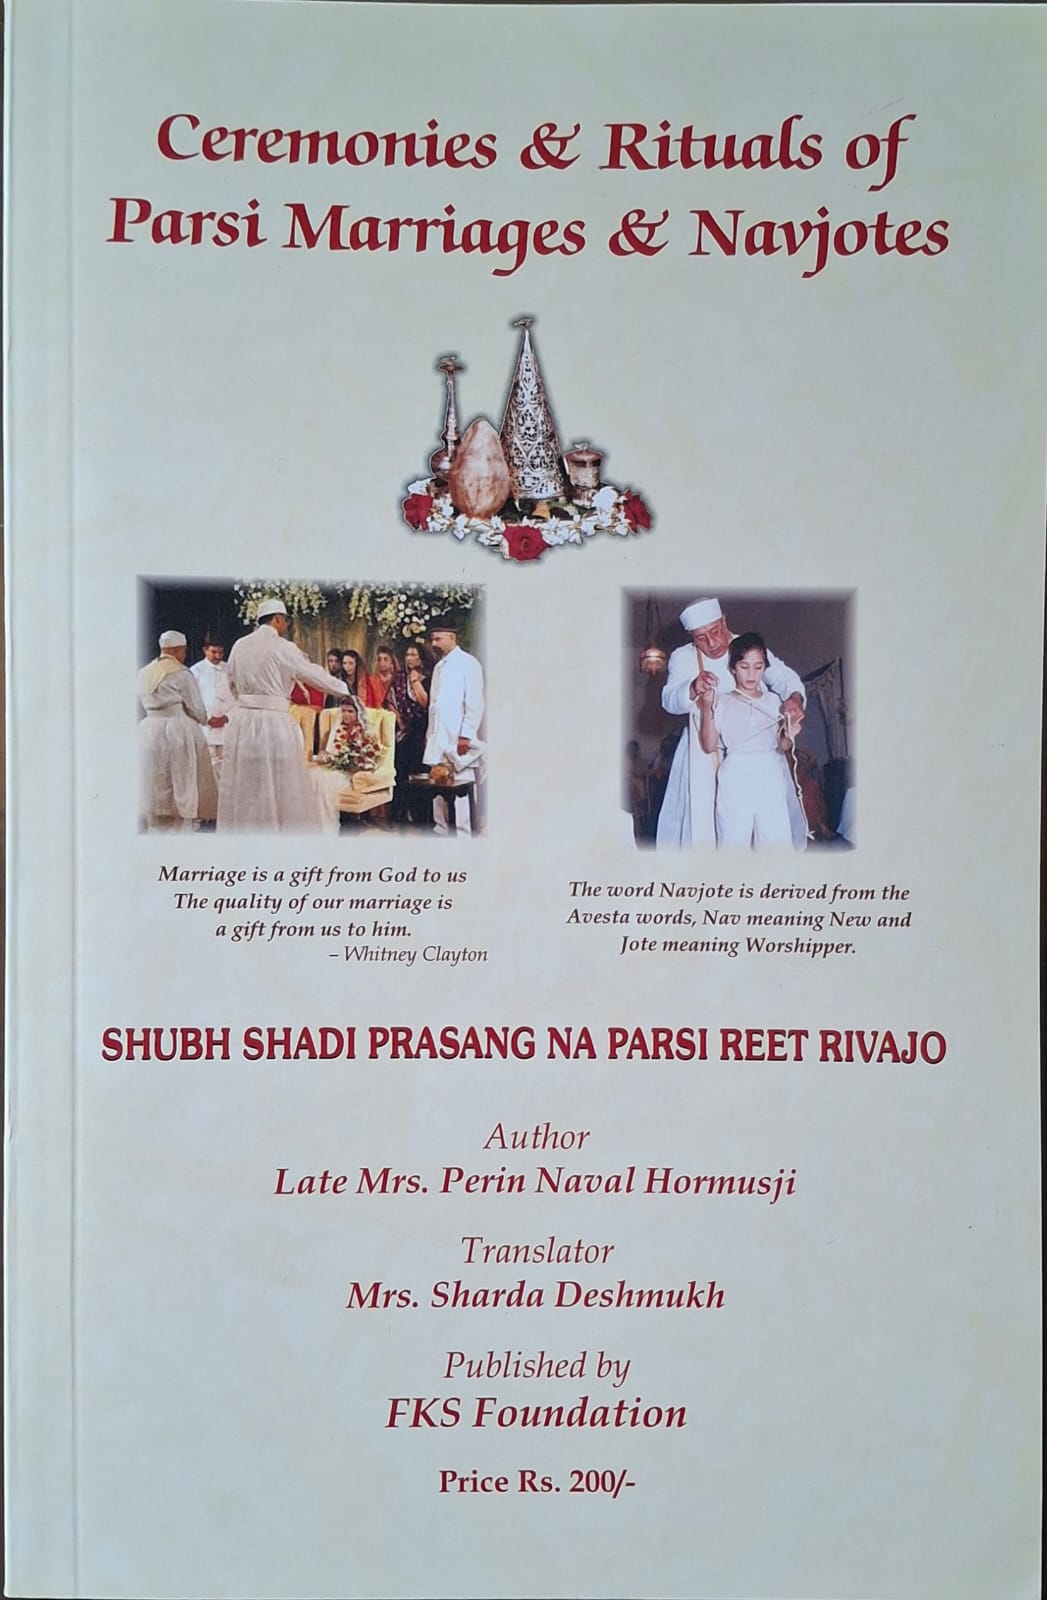 Ceremonies & Rituals of
Parsi Marriages & Navjotes
Marriage is a gift from God to us
The quality of our marriage is
a gift from us to him.
– Whitney Clayton
The word Navjote is derived from the
Avesta words, Nav meaning New and
Jote meaning Worshipper.
SHUBH SHADI PRASANG NA PARSI REET RIVAJO
Author
Late Mrs. Perin Naval Hormusji
Translator
Mrs. Sharda Deshmukh
Published by
FKS Foundation
Price Rs. 200/-